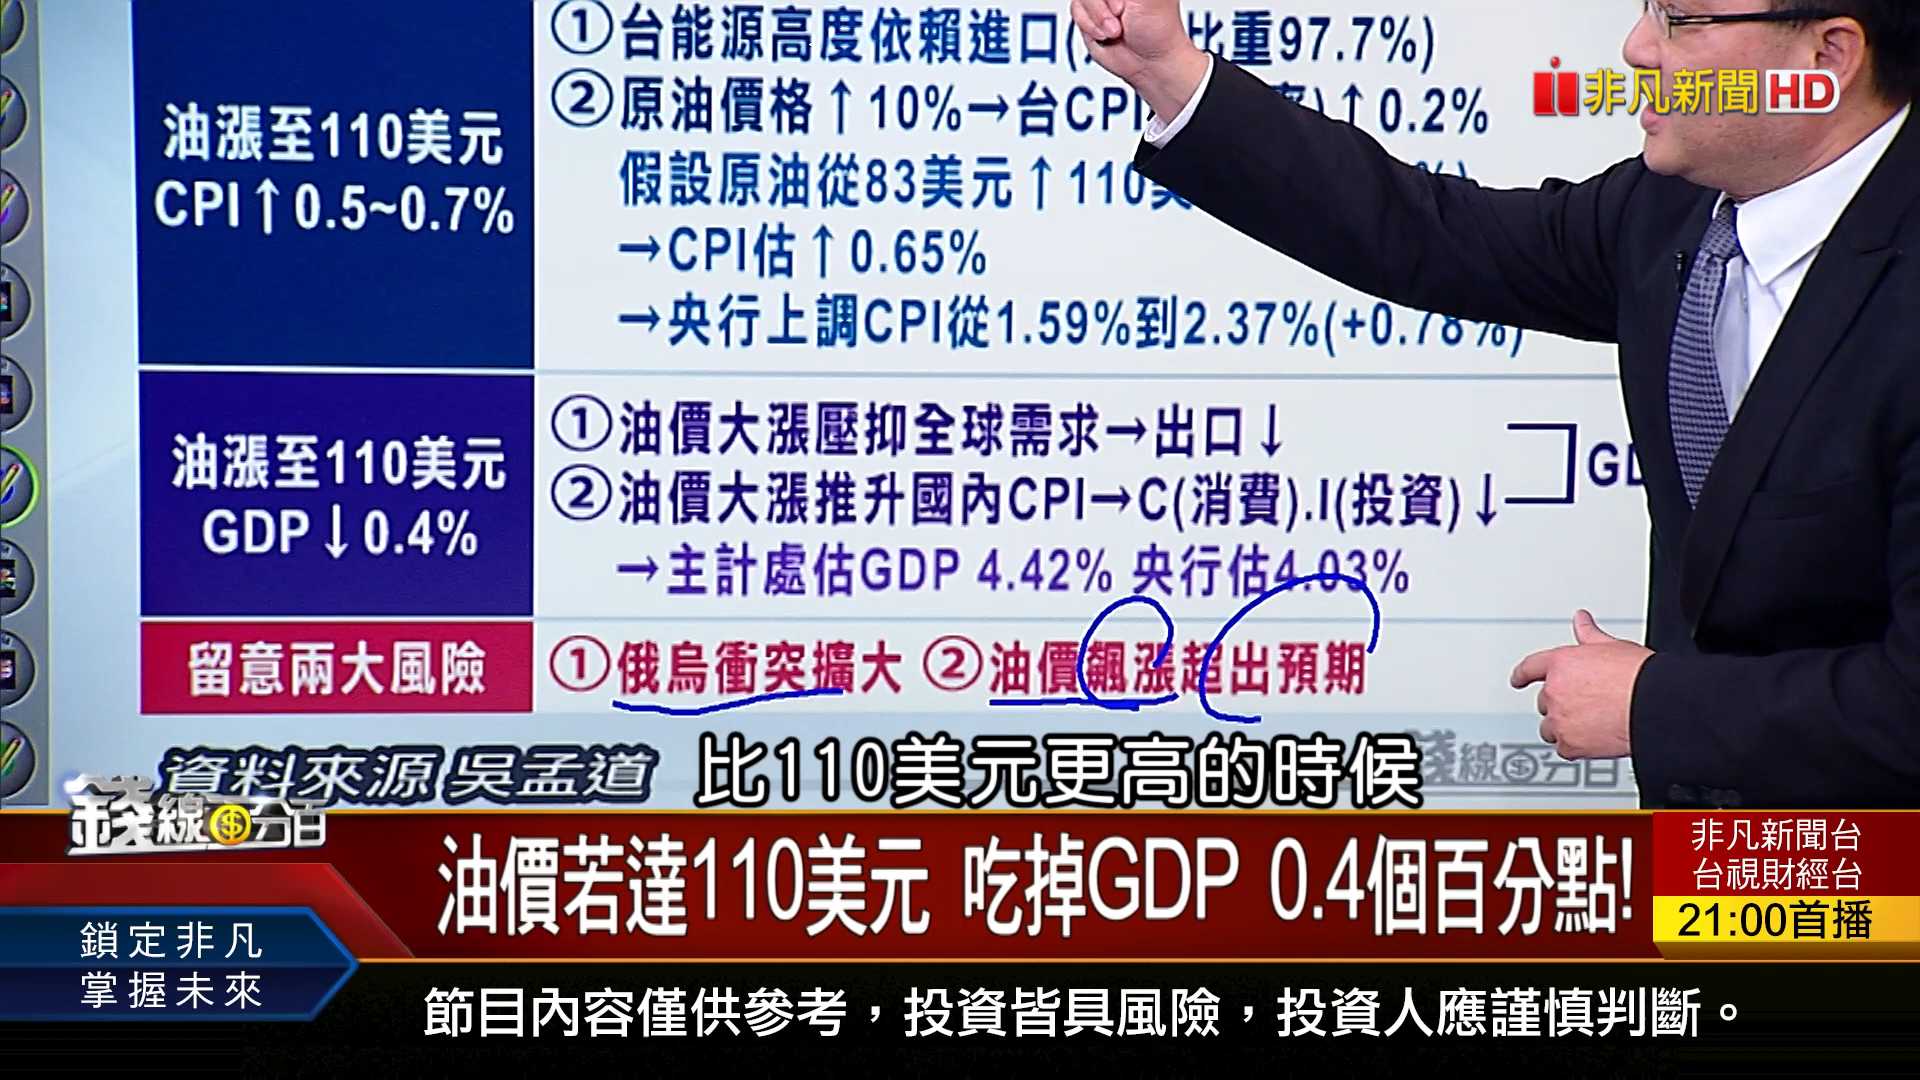 ①台能源高度依賴進口( 比重97.7%)
②原油價格↑10%→台CPI )↑0.2%
假設原油從83美元↑110美 %)
→CPI估↑0.65%
→央行上調CPI從1.59%到2.37%(+0.78%)
油漲至110美元
CPI↑0.5~0.7%
非凡新聞HD
①油價大漲壓抑全球需求→出口↓
②油價大漲推升國內CPI→C(消費).I(投資)↓
→主計處估GDP 4.42% 央行估4.03%
油漲至110美元
GDP↓0.4%
留意兩大風險
①俄烏衝突擴大 ②油價飆漲超出預期
資料來源 吳孟道
比110美元更高的時候
錢線百分百
油價若達110美元 吃掉GDP 0.4個百分點!
非凡新聞台
台視財經台
21:00首播
鎖定非凡
掌握未來
節目內容僅供參考，投資皆具風險，投資人應謹慎判斷。